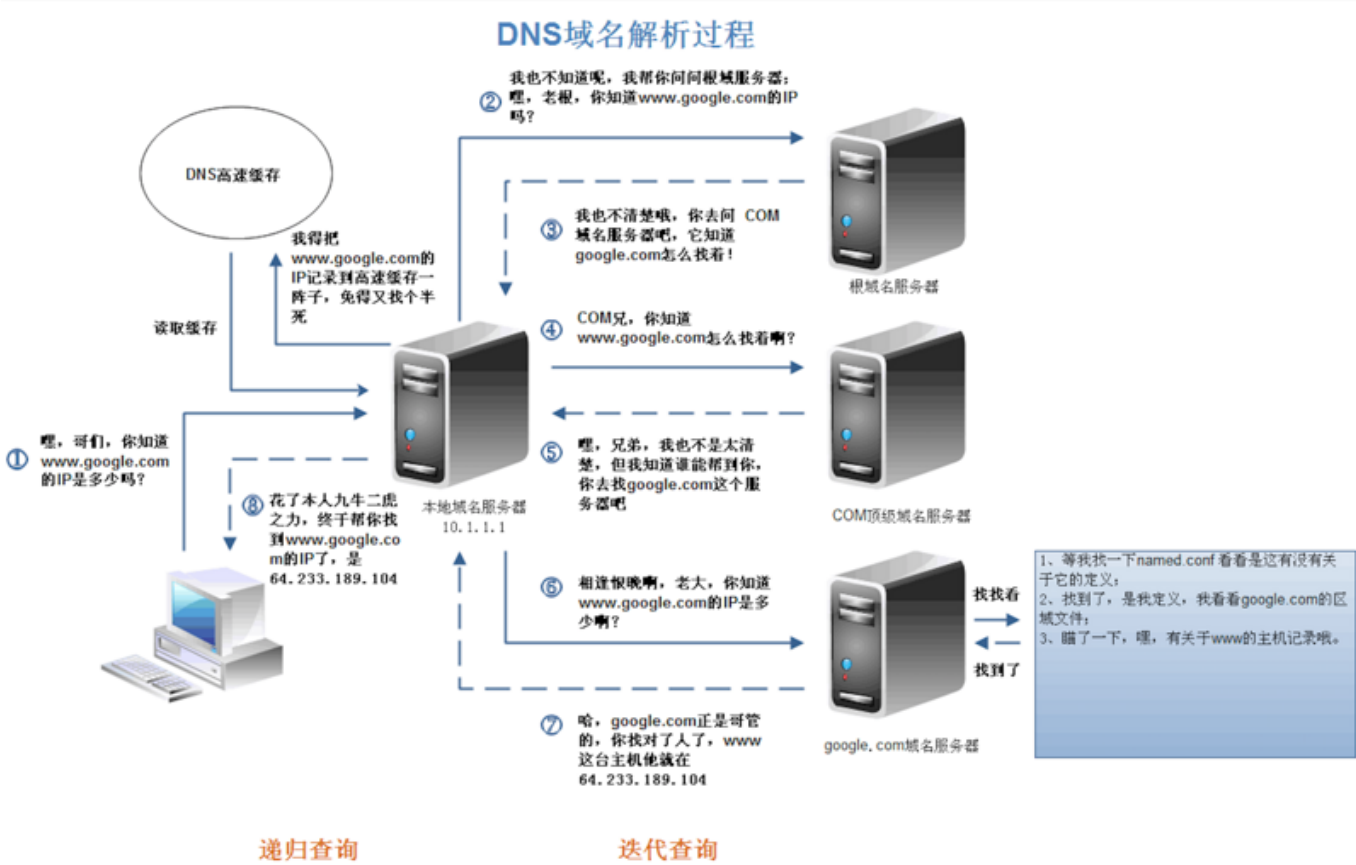 DNS域名解析过程
②
我也不知道呢，我帮你问问根域服务器；
嘿，老根，你知道www.google.com的IP
吗？
DNS高速缓存
③
我也不清楚哦，你去问 COM
域名服务器吧，它知道
google.com怎么找着！
根域名服务器
我得把
www.google.com的
IP记录到高速缓存一
阵子，免得又找个半
死
读取缓存
④
COM兄，你知道
www.google.com怎么找着啊？
①
嘿，哥们，你知道
www.google.com
的IP是多少吗？
⑤
嘿，兄弟，我也不是太清
楚，但我知道谁能帮到你，
你去找google.com这个服
务器吧
COM顶级域名服务器
⑧
花了本人九牛二虎
之力，终于帮你找
到www.google.co
m的IP了，是
64.233.189.104
本地域名服务器
10.1.1.1
⑥
相逢恨晚啊，老大，你知道
www.google.com的IP是多
少啊？
找找看
找到了
1、等我找一下named.conf 看看是这有没有关
于它的定义；
2、找到了，是我定义，我看看google.com的区
域文件；
3、瞄了一下，嘿，有关于www的主机记录哦。
⑦
哈，google.com正是哥管
的，你找对了人了，www
这台主机他就在
64.233.189.104
google.com域名服务器
递归查询
迭代查询